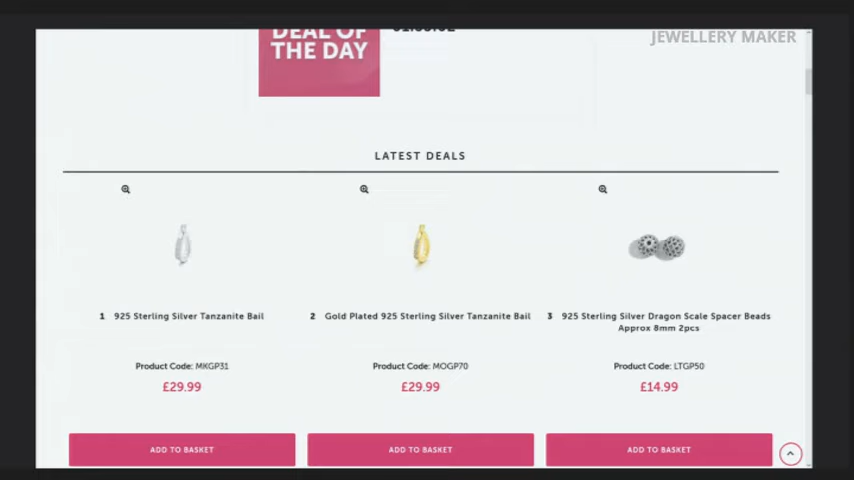 DEAL OF
THE DAY
JEWELLERY MAKER
LATEST DEALS
1 925 Sterling Silver Tanzanite Bail
Product Code: MKGP31
£29.99
ADD TO BASKET
2 Gold Plated 925 Sterling Silver Tanzanite Bail
Product Code: MOGP70
£29.99
ADD TO BASKET
3 925 Sterling Silver Dragon Scale Spacer Beads
Approx 8mm 2pcs
Product Code: LTGP50
£14.99
ADD TO BASKET